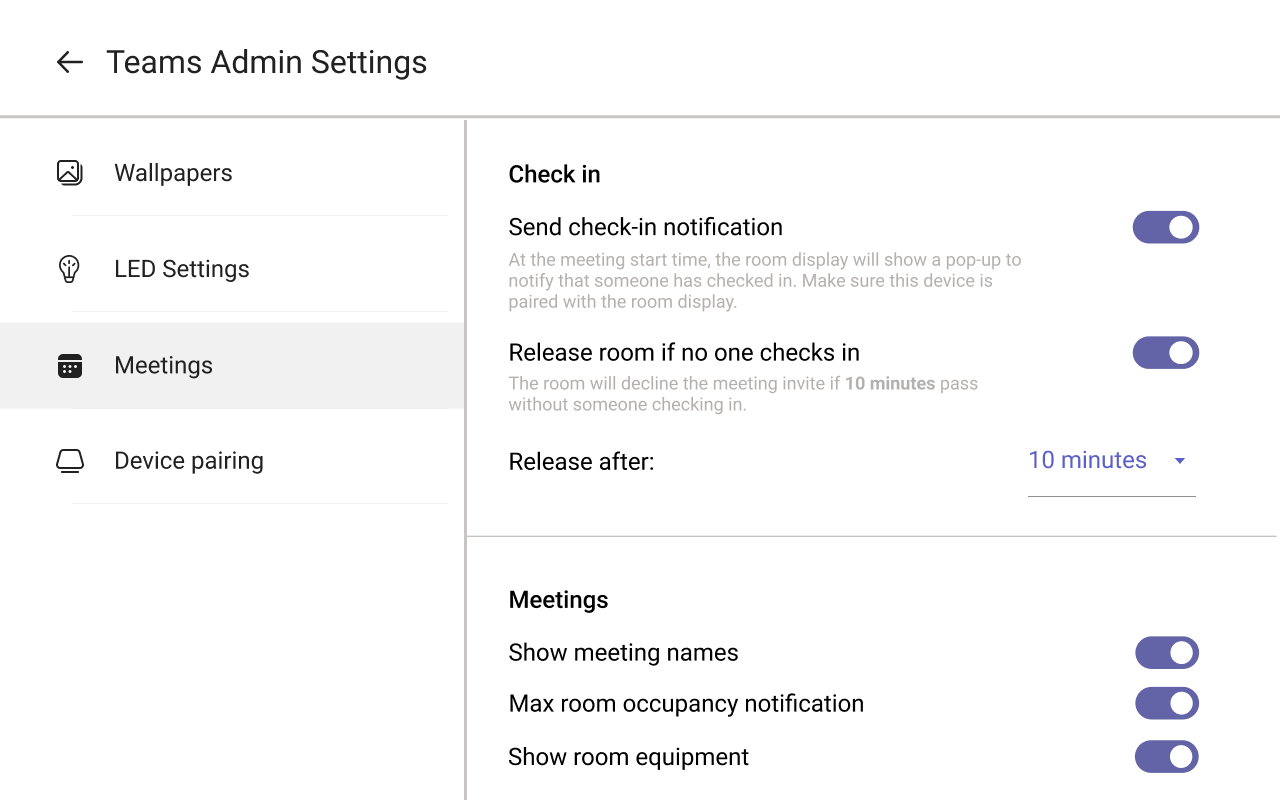 Teams Admin Settings
Wallpapers
LED Settings
Meetings
Device pairing
Check in
Send check-in notification
At the meeting start time, the room display will show a pop-up to
notify that someone has checked in. Make sure this device is
paired with the room display.
Release room if no one checks in
The room will decline the meeting invite if 10 minutes pass
without someone checking in.
Release after:
10 minutes
Meetings
Show meeting names
Max room occupancy notification
Show room equipment